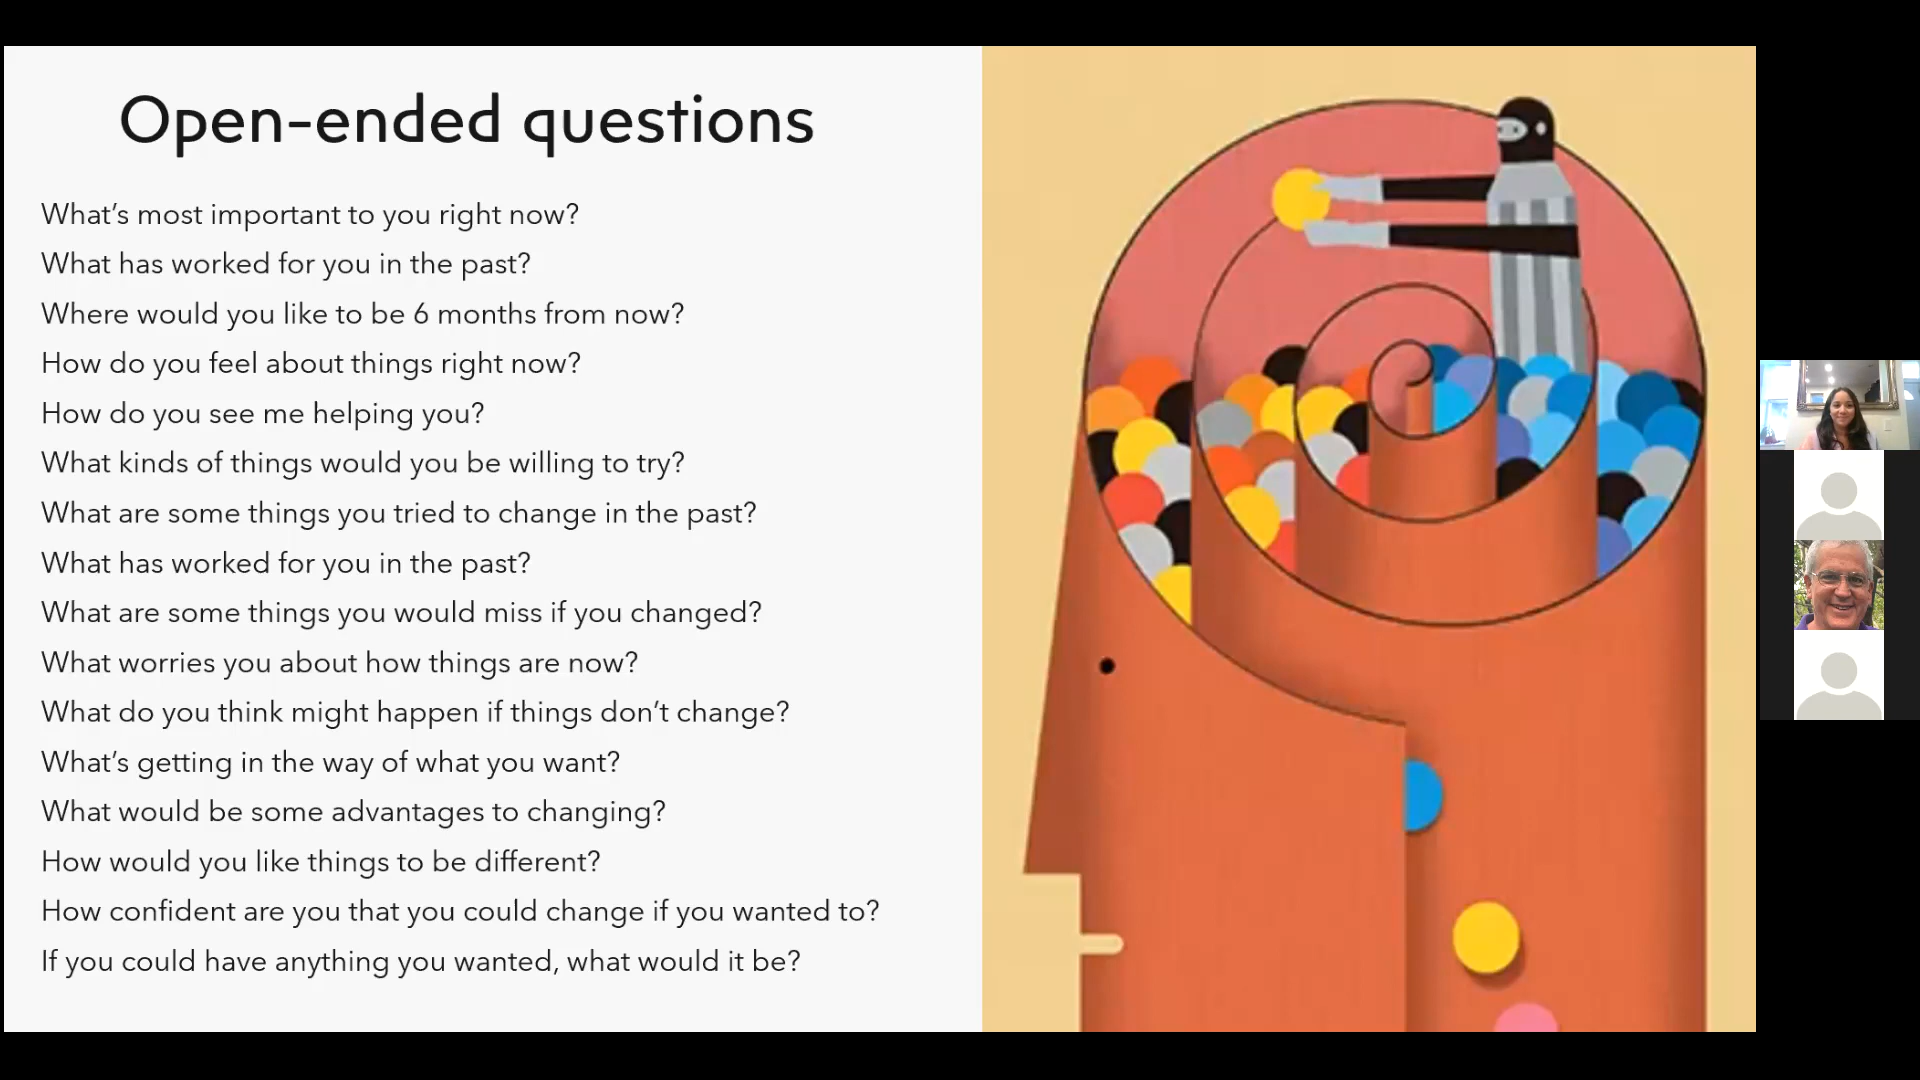 Open-ended questions
What’s most important to you right now?
What has worked for you in the past?
Where would you like to be 6 months from now?
How do you feel about things right now?
How do you see me helping you?
What kinds of things would you be willing to try?
What are some things you tried to change in the past?
What has worked for you in the past?
What are some things you would miss if you changed?
What worries you about how things are now?
What do you think might happen if things don’t change?
What’s getting in the way of what you want?
What would be some advantages to changing?
How would you like things to be different?
How confident are you that you could change if you wanted to?
If you could have anything you wanted, what would it be?